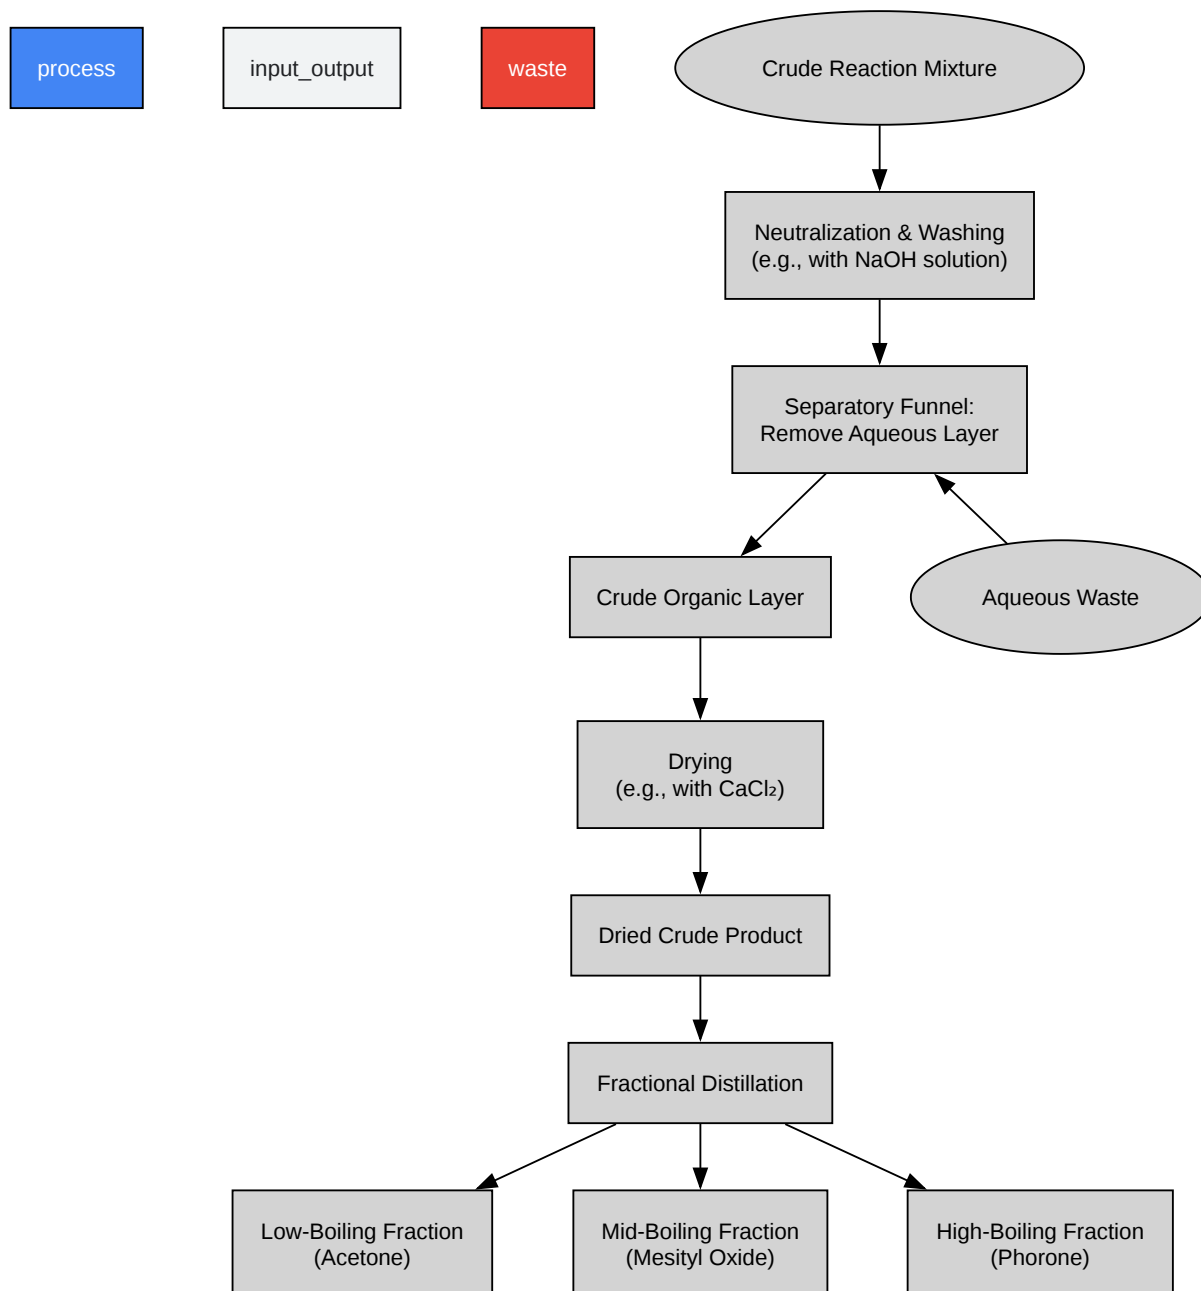 process
input_output
waste
Crude Reaction Mixture
Neutralization & Washing
(e.g., with NaOH solution)
Separatory Funnel:
Remove Aqueous Layer
Crude Organic Layer
Aqueous Waste
Drying
(e.g., with CaCl₂)
Dried Crude Product
Fractional Distillation
Low-Boiling Fraction
(Acetone)
Mid-Boiling Fraction
(Mesityl Oxide)
High-Boiling Fraction
(Phorone)